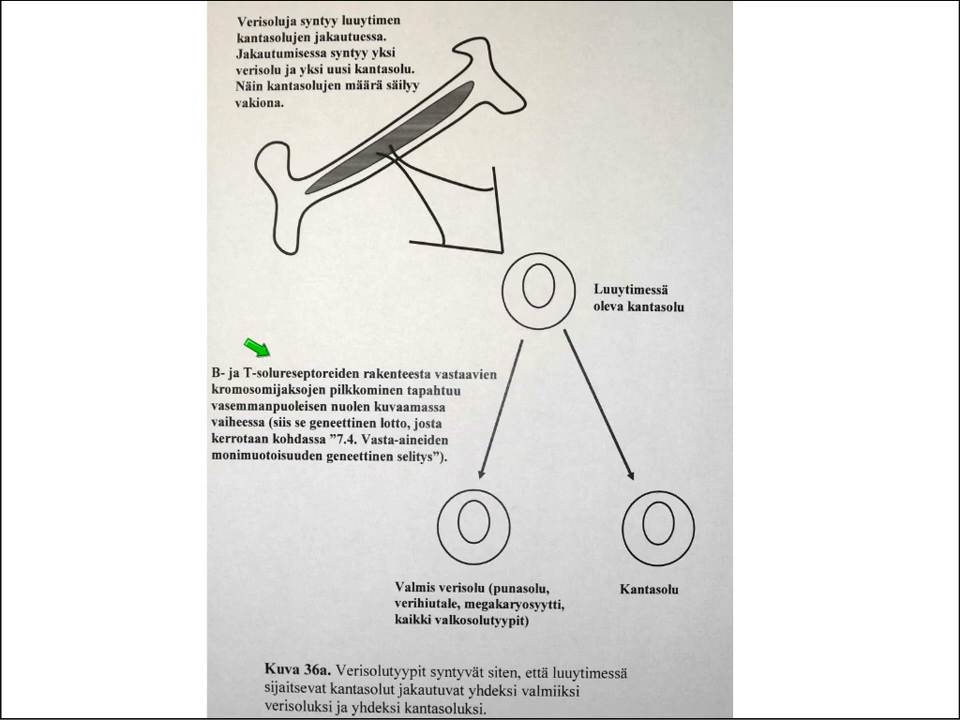 Verisoluja syntyy luuytimen
kantasolujen jakautuessa.
Jakautumisessa syntyy yksi
verisolu ja yksi uusi kantasolu.
Näin kantasolujen määrä säilyy
vakiona.
Luuytimessä
oleva kantasolu
B- ja T-solureseptoreiden rakenteesta vastaavien
kromosomijaksojen pilkkominen tapahtuu
vasemmanpuoleisen nuolen kuvaamassa
vaiheessa (siis se geneettinen lotto, josta
kerrotaan kohdassa ”7.4. Vasta-aineiden
monimuotoisuuden geneettinen selitys”).
Valmis verisolu (punasolu,
verihiutale, megakaryosyytti,
kaikki valkosolutyypit)
Kantasolu
Kuva 36a. Verisolutyypit syntyvät siten, että luuytimessä
sijaitsevat kantasolut jakautuvat yhdeksi valmiiksi
verisoluksi ja yhdeksi kantasoluksi.